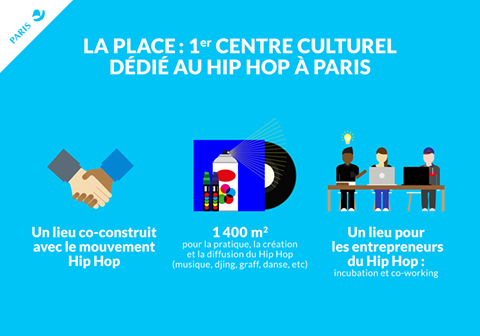 PARIS
LA PLACE : 1er CENTRE CULTUREL
DÉDIÉ AU HIP HOP À PARIS
Un lieu co-construit
avec le mouvement
Hip Hop
1 400 m²
pour la pratique, la création
et la diffusion du Hip Hop
(musique, djing, graff, danse, etc)
Un lieu pour
les entrepreneurs
du Hip Hop :
incubation et co-working